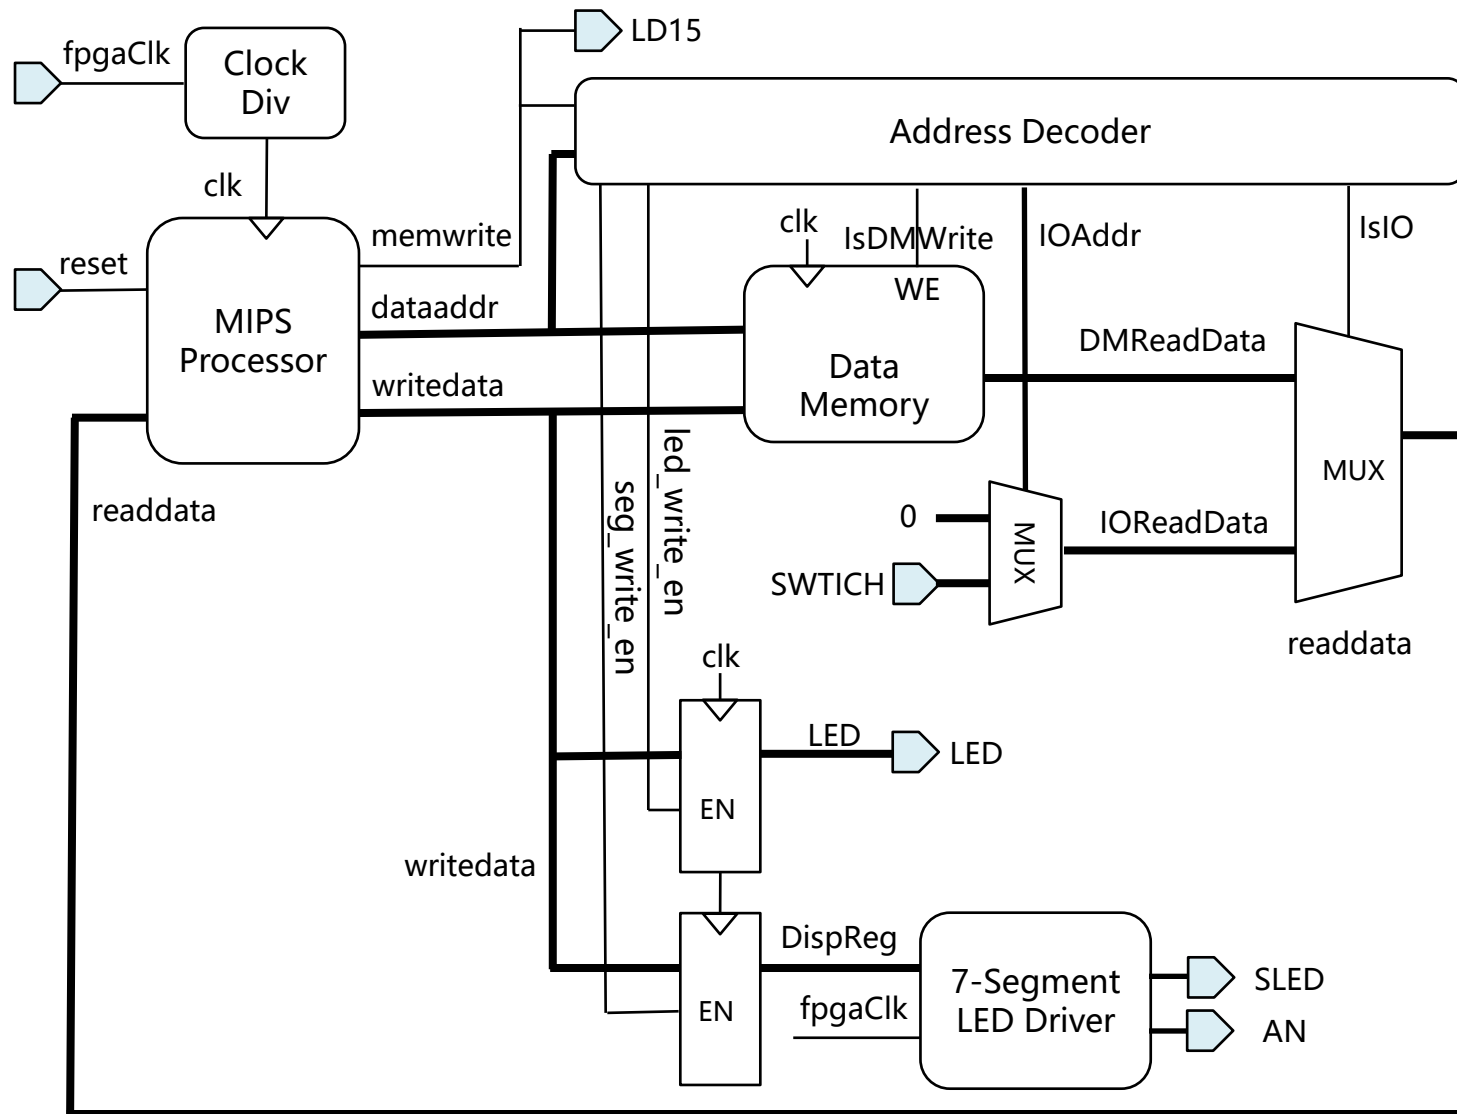 LD15
fpgaClk
Clock
Div
Address Decoder
clk
memwrite
clk
IsDMWrite
IOAddr
IsIO
reset
WE
MIPS
Processor
dataaddr
DMReadData
Data
Memory
writedata
led_write_en
seg_write_en
MUX
readdata
0
MUX
IOReadData
SWTICH
readdata
clk
LED
LED
EN
writedata
DispReg
7-Segment
LED Driver
SLED
fpgaClk
EN
AN